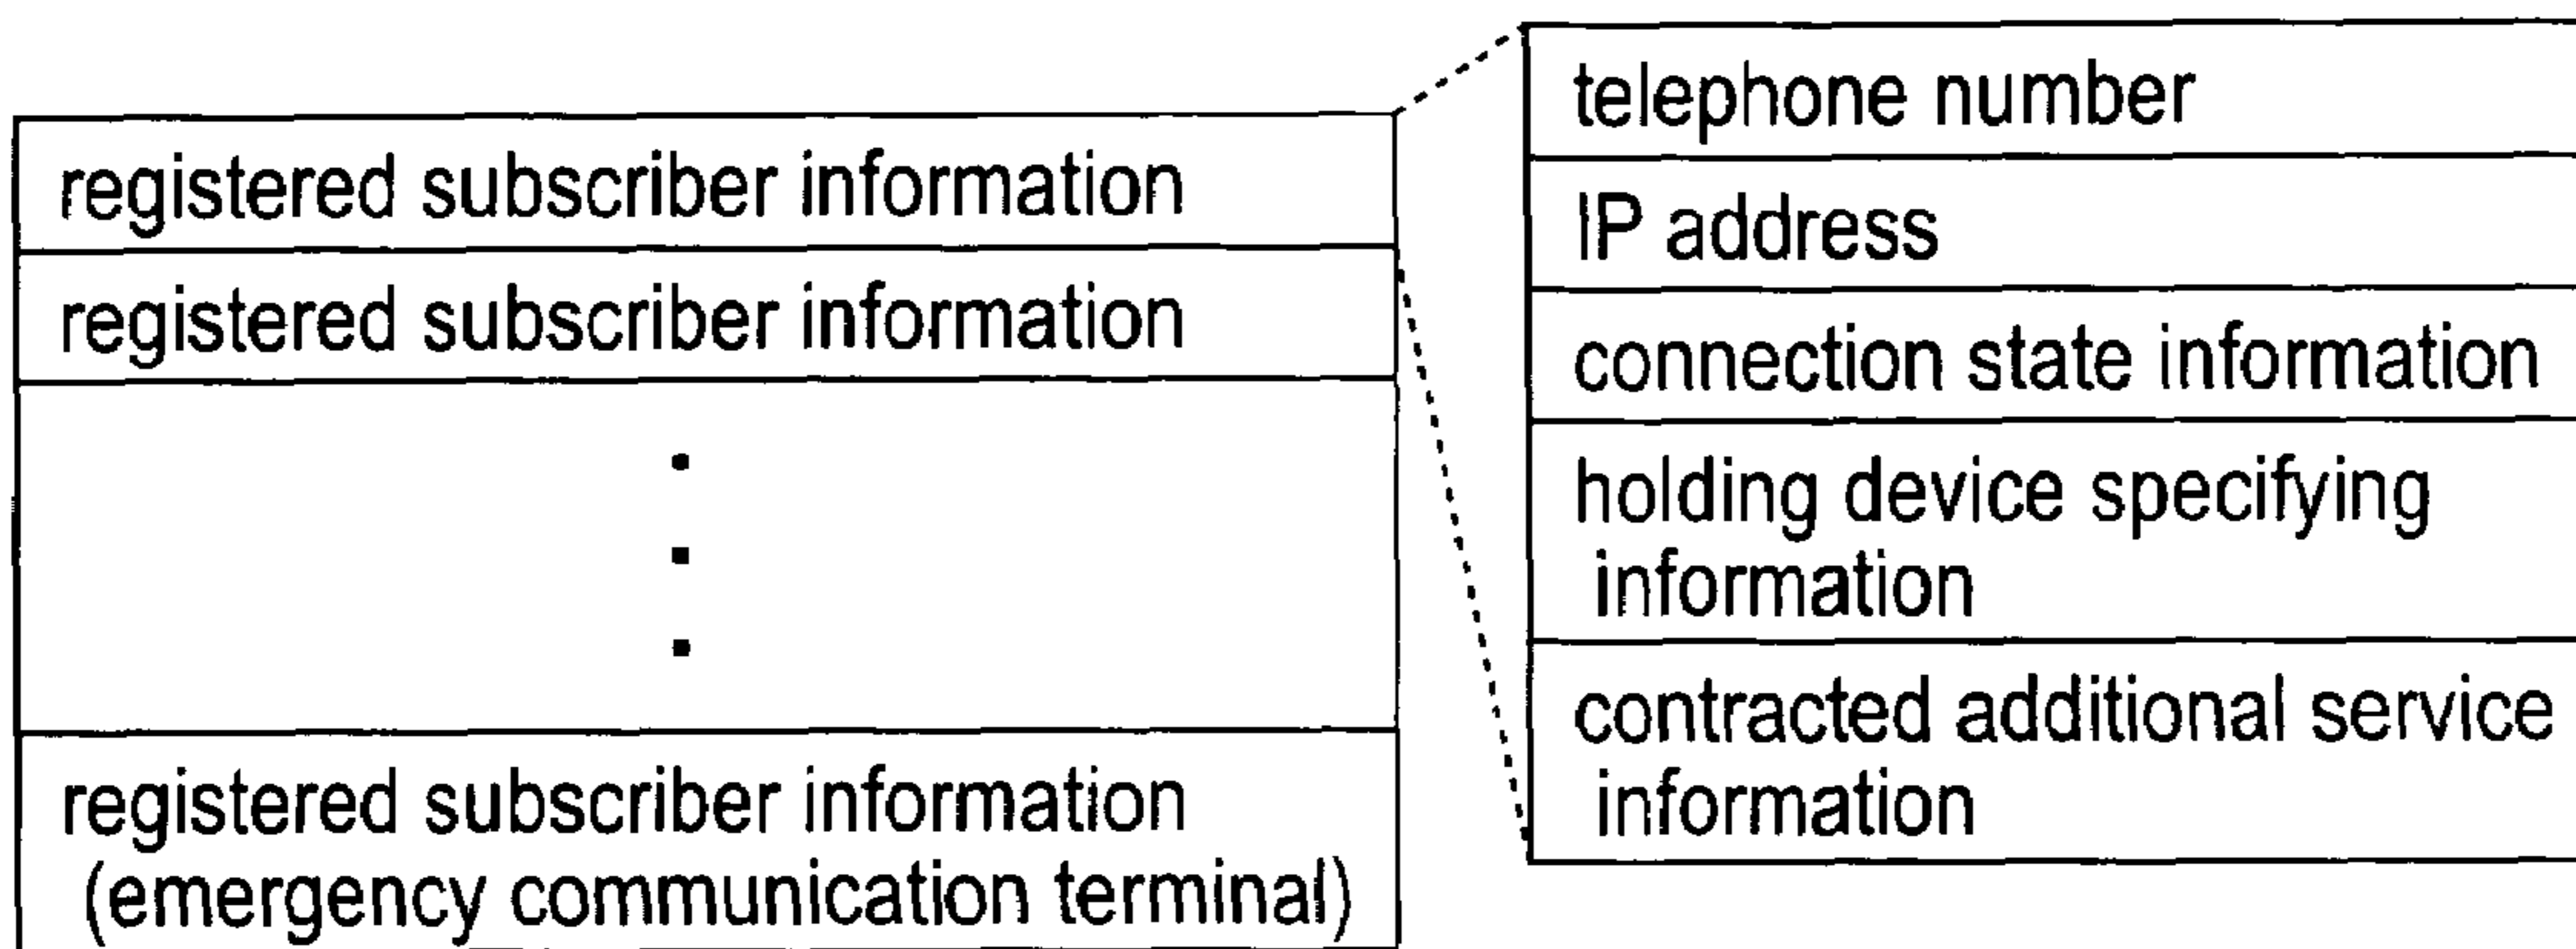 registered subscriber information
registered subscriber information
registered subscriber information
(emergency communication terminal)
telephone number
IP address
connection state information
holding device specifying
information
contracted additional service
information